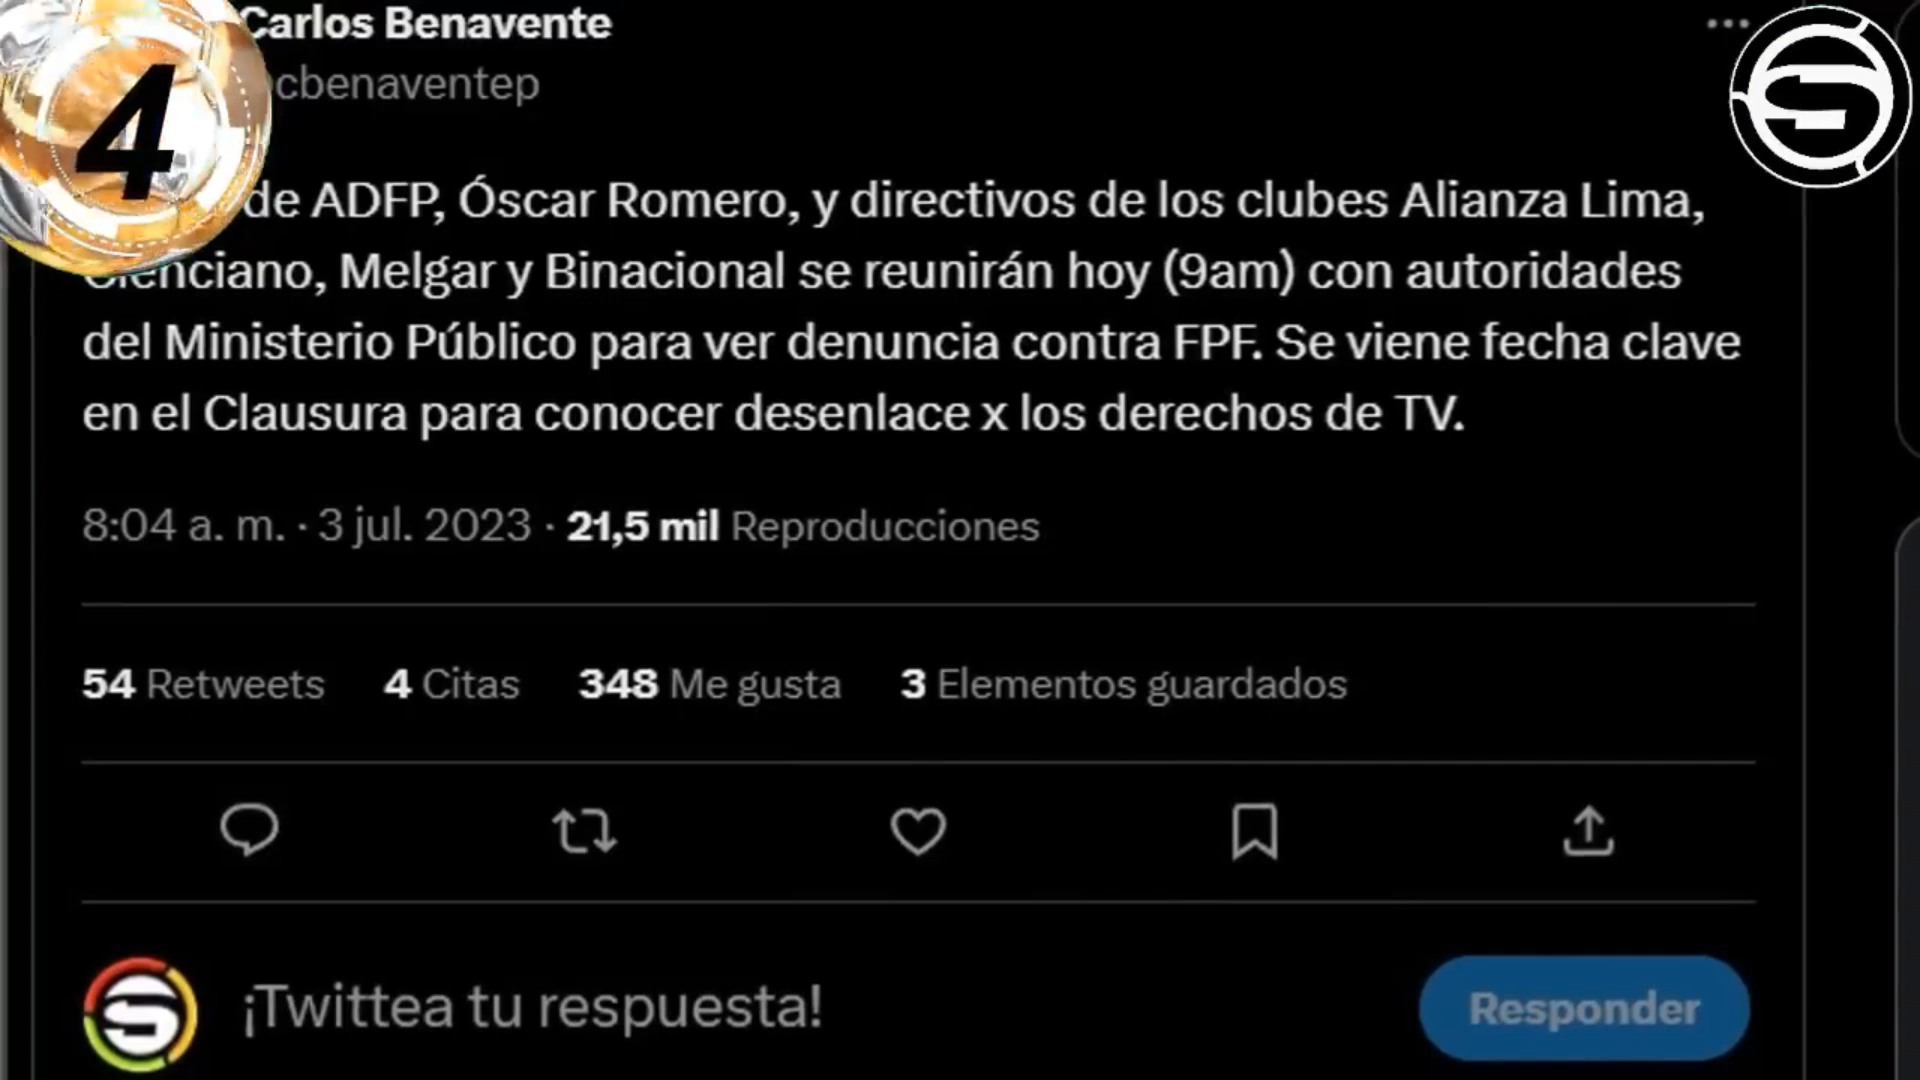 Carlos Benavente
cbenaventep
4
de ADFP, Óscar Romero, y directivos de los clubes Alianza Lima,
Cienciano, Melgar y Binacional se reunirán hoy (9am) con autoridades
del Ministerio Público para ver denuncia contra FPF. Se viene fecha clave
en el Clausura para conocer desenlace x los derechos de TV.
8:04 a. m. · 3 jul. 2023 · 21,5 mil Reproducciones
54 Retweets 4 Citas 348 Me gusta 3 Elementos guardados
¡Twittea tu respuesta!
Responder